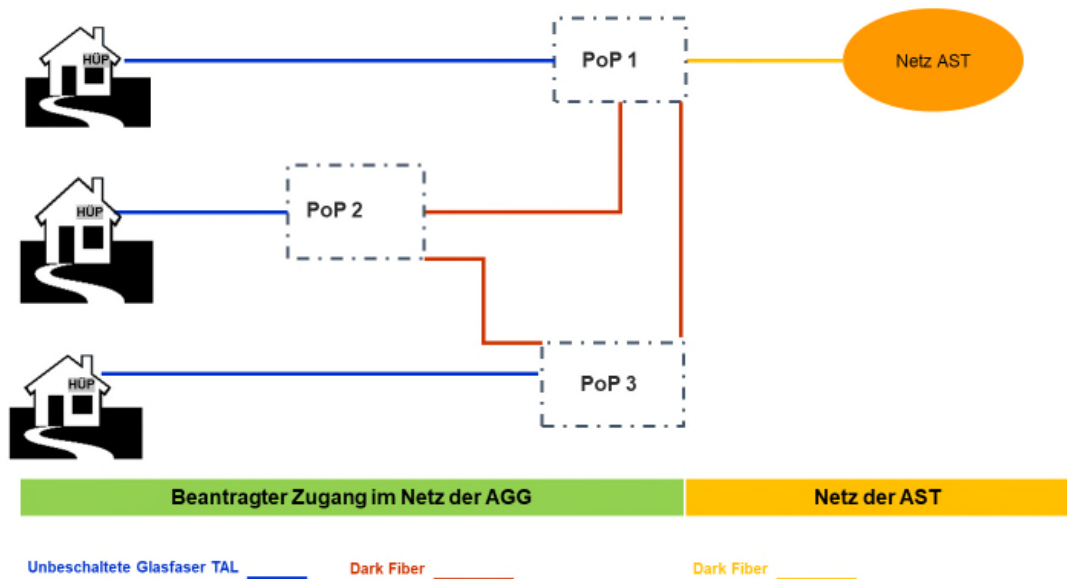 HÜP
PoP 1
Netz AST
HÜP
PoP 2
HÜP
PoP 3
Beantragter Zugang im Netz der AGG
Netz der AST
Unbeschaltete Glasfaser TAL
Dark Fiber
Dark Fiber